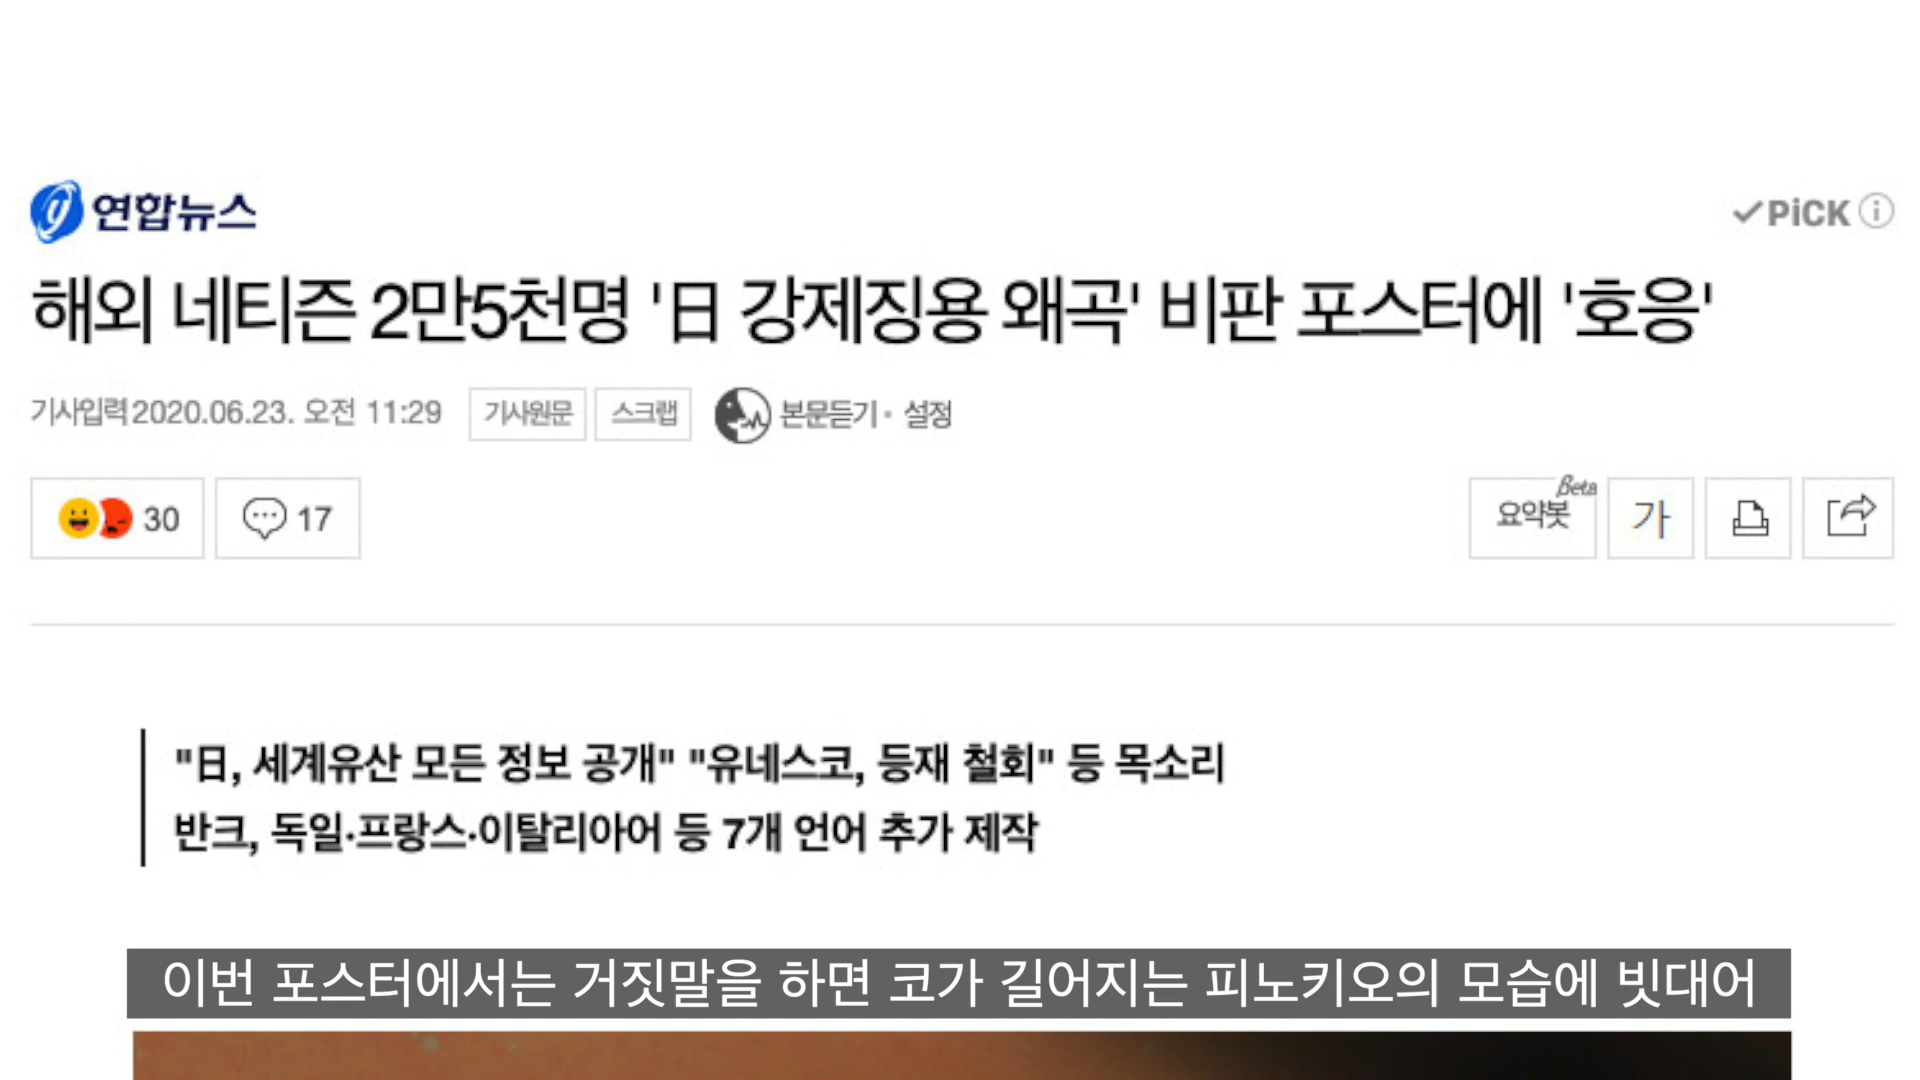 연합뉴스
✓PiCK ⓘ
해외 네티즌 2만5천명 '日 강제징용 왜곡' 비판 포스터에 '호응'
기사입력 2020.06.23. 오전 11:29 기사원문 스크랩 본문듣기 · 설정
30 17 요약봇 Beta 가
"日, 세계유산 모든 정보 공개" "유네스코, 등재 철회" 등 목소리
반크, 독일·프랑스·이탈리아어 등 7개 언어 추가 제작
이번 포스터에서는 거짓말을 하면 코가 길어지는 피노키오의 모습에 빗대어